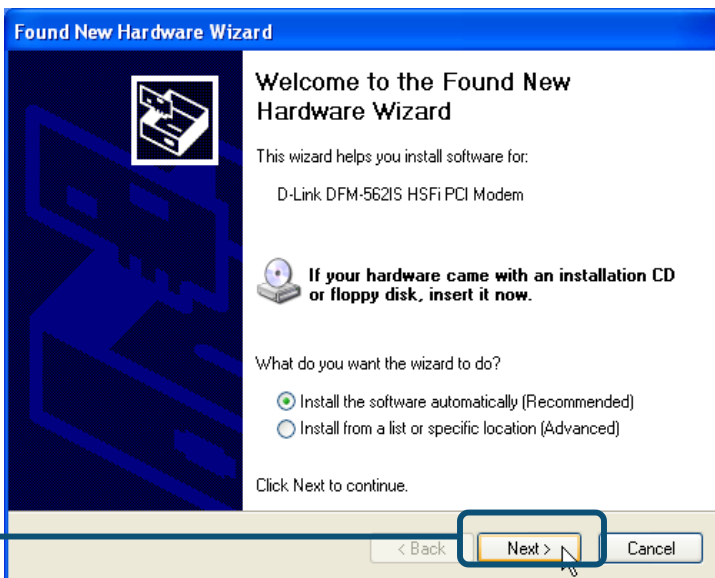 Found New Hardware Wizard
Welcome to the Found New
Hardware Wizard
This wizard helps you install software for:
D-Link DFM-562IS HSFi PCI Modem
If your hardware came with an installation CD
or floppy disk, insert it now.
What do you want the wizard to do?
Install the software automatically (Recommended)
Install from a list or specific location (Advanced)
Click Next to continue.
< Back Next > Cancel